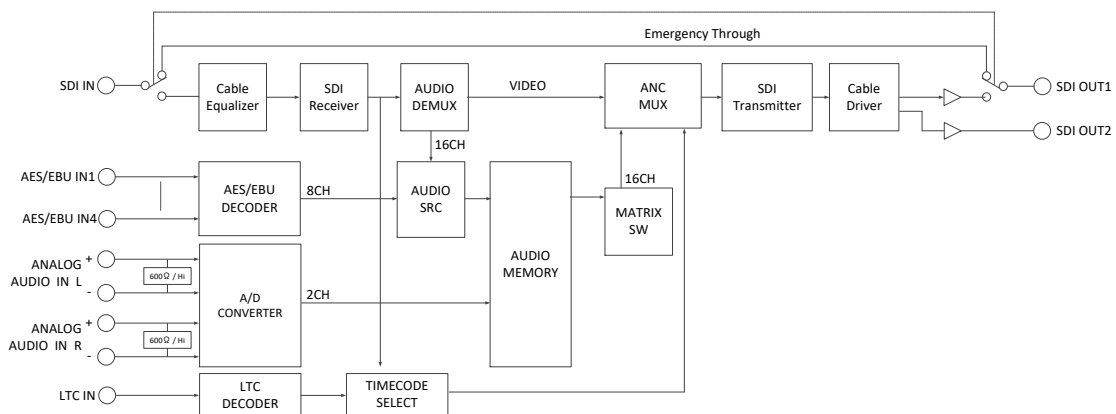 Emergency Through
SDI IN
Cable
Equalizer
SDI
Receiver
AUDIO
DEMUX
VIDEO
ANC
MUX
SDI
Transmitter
Cable
Driver
SDI OUT1
SDI OUT2
16CH
AES/EBU IN1
AES/EBU IN4
AES/EBU
DECODER
8CH
AUDIO
SRC
16CH
MATRIX
SW
AUDIO
MEMORY
ANALOG
AUDIO IN L
+
-
600Ω / Hi
ANALOG
AUDIO IN R
+
-
600Ω / Hi
A/D
CONVERTER
2CH
LTC IN
LTC
DECODER
TIMECODE
SELECT